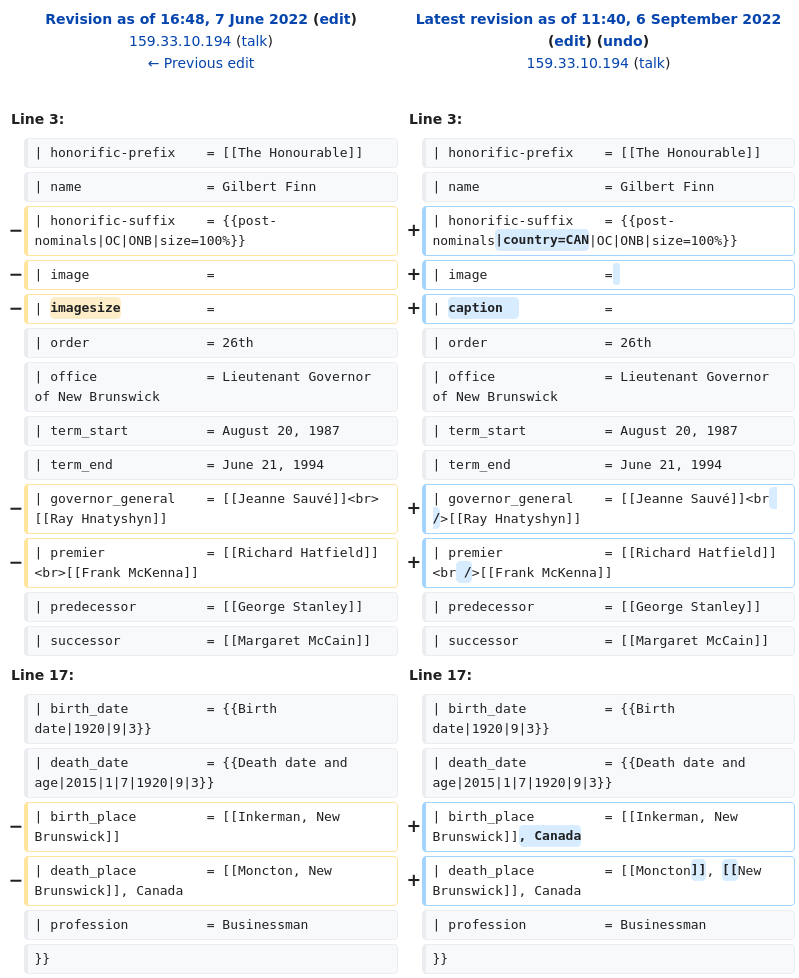 Revision as of 16:48, 7 June 2022 (edit)
159.33.10.194 (talk)
← Previous edit
Latest revision as of 11:40, 6 September 2022
(edit) (undo)
159.33.10.194 (talk)
Line 3:
Line 3:
| honorific-prefix    = [[The Honourable]]
| honorific-prefix    = [[The Honourable]]
| name                = Gilbert Finn
| name                = Gilbert Finn
− | honorific-suffix    = {{post-
nominals|OC|ONB|size=100%}}
+ | honorific-suffix    = {{post-
nominals|country=CAN|OC|ONB|size=100%}}
− | image               =
+ | image               =
− | imagesize           =
+ | caption             =
| order               = 26th
| order               = 26th
| office              = Lieutenant Governor
of New Brunswick
| office              = Lieutenant Governor
of New Brunswick
| term_start          = August 20, 1987
| term_start          = August 20, 1987
| term_end            = June 21, 1994
| term_end            = June 21, 1994
− | governor_general    = [[Jeanne Sauvé]]<br>
[[Ray Hnatyshyn]]
+ | governor_general    = [[Jeanne Sauvé]]<br
/>[[Ray Hnatyshyn]]
− | premier             = [[Richard Hatfield]]
<br>[[Frank McKenna]]
+ | premier             = [[Richard Hatfield]]
<br />[[Frank McKenna]]
| predecessor         = [[George Stanley]]
| predecessor         = [[George Stanley]]
| successor           = [[Margaret McCain]]
| successor           = [[Margaret McCain]]
Line 17:
Line 17:
| birth_date          = {{Birth
date|1920|9|3}}
| birth_date          = {{Birth
date|1920|9|3}}
| death_date          = {{Death date and
age|2015|1|7|1920|9|3}}
| death_date          = {{Death date and
age|2015|1|7|1920|9|3}}
− | birth_place         = [[Inkerman, New
Brunswick]]
+ | birth_place         = [[Inkerman, New
Brunswick]], Canada
− | death_place         = [[Moncton, New
Brunswick]], Canada
+ | death_place         = [[Moncton]], [[New
Brunswick]], Canada
| profession          = Businessman
| profession          = Businessman
}}
}}